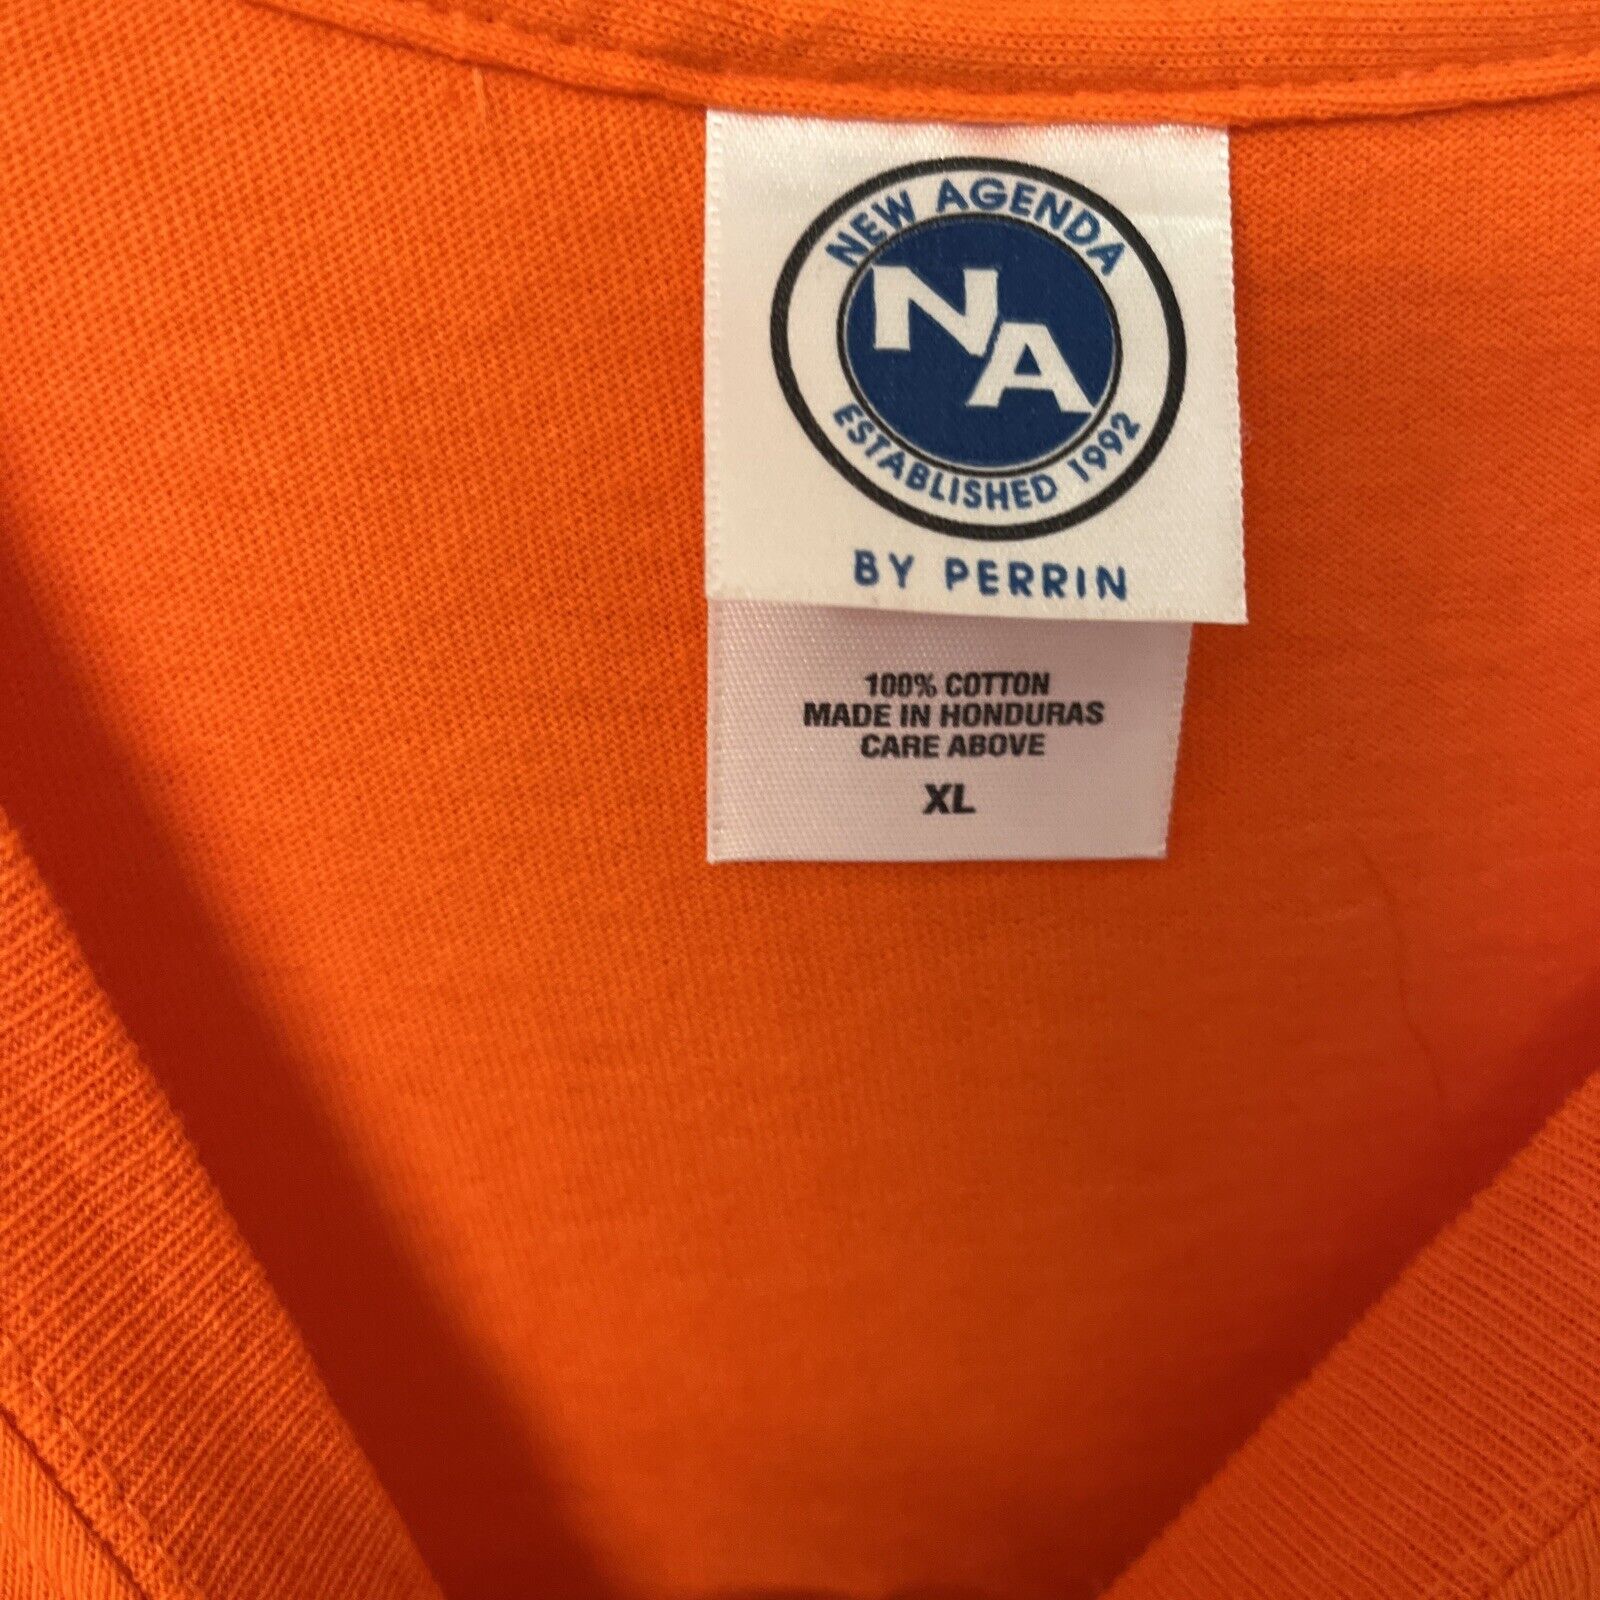 NEW AGENDA
NA
ESTABLISHED 1992
BY PERRIN
100% COTTON
MADE IN HONDURAS
CARE ABOVE
XL